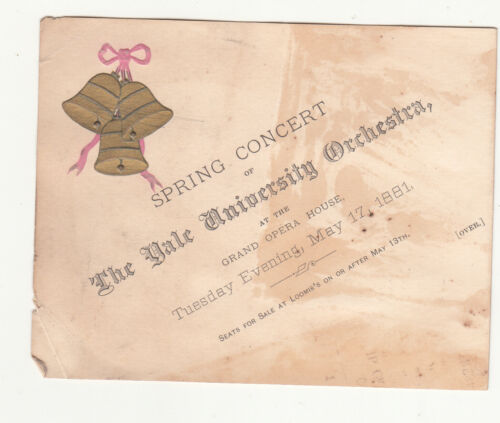 SPRING CONCERT
OF
The Yale University Orchestra,
AT THE
GRAND OPERA HOUSE,
Tuesday Evening, May 17, 1881.
SEATS FOR SALE AT LOOMIS'S ON OR AFTER MAY 13TH.
[OVER.]